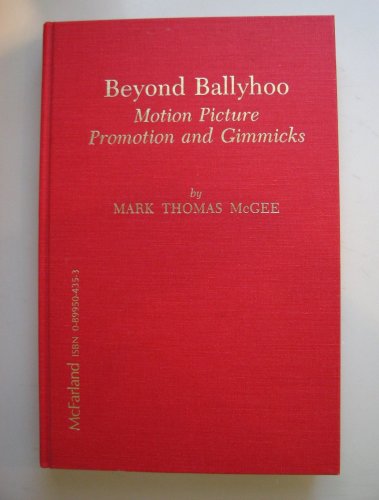 Beyond Ballyhoo
Motion Picture
Promotion and Gimmicks
by
MARK THOMAS McGEE
McFarland ISBN 0-89950-435-3